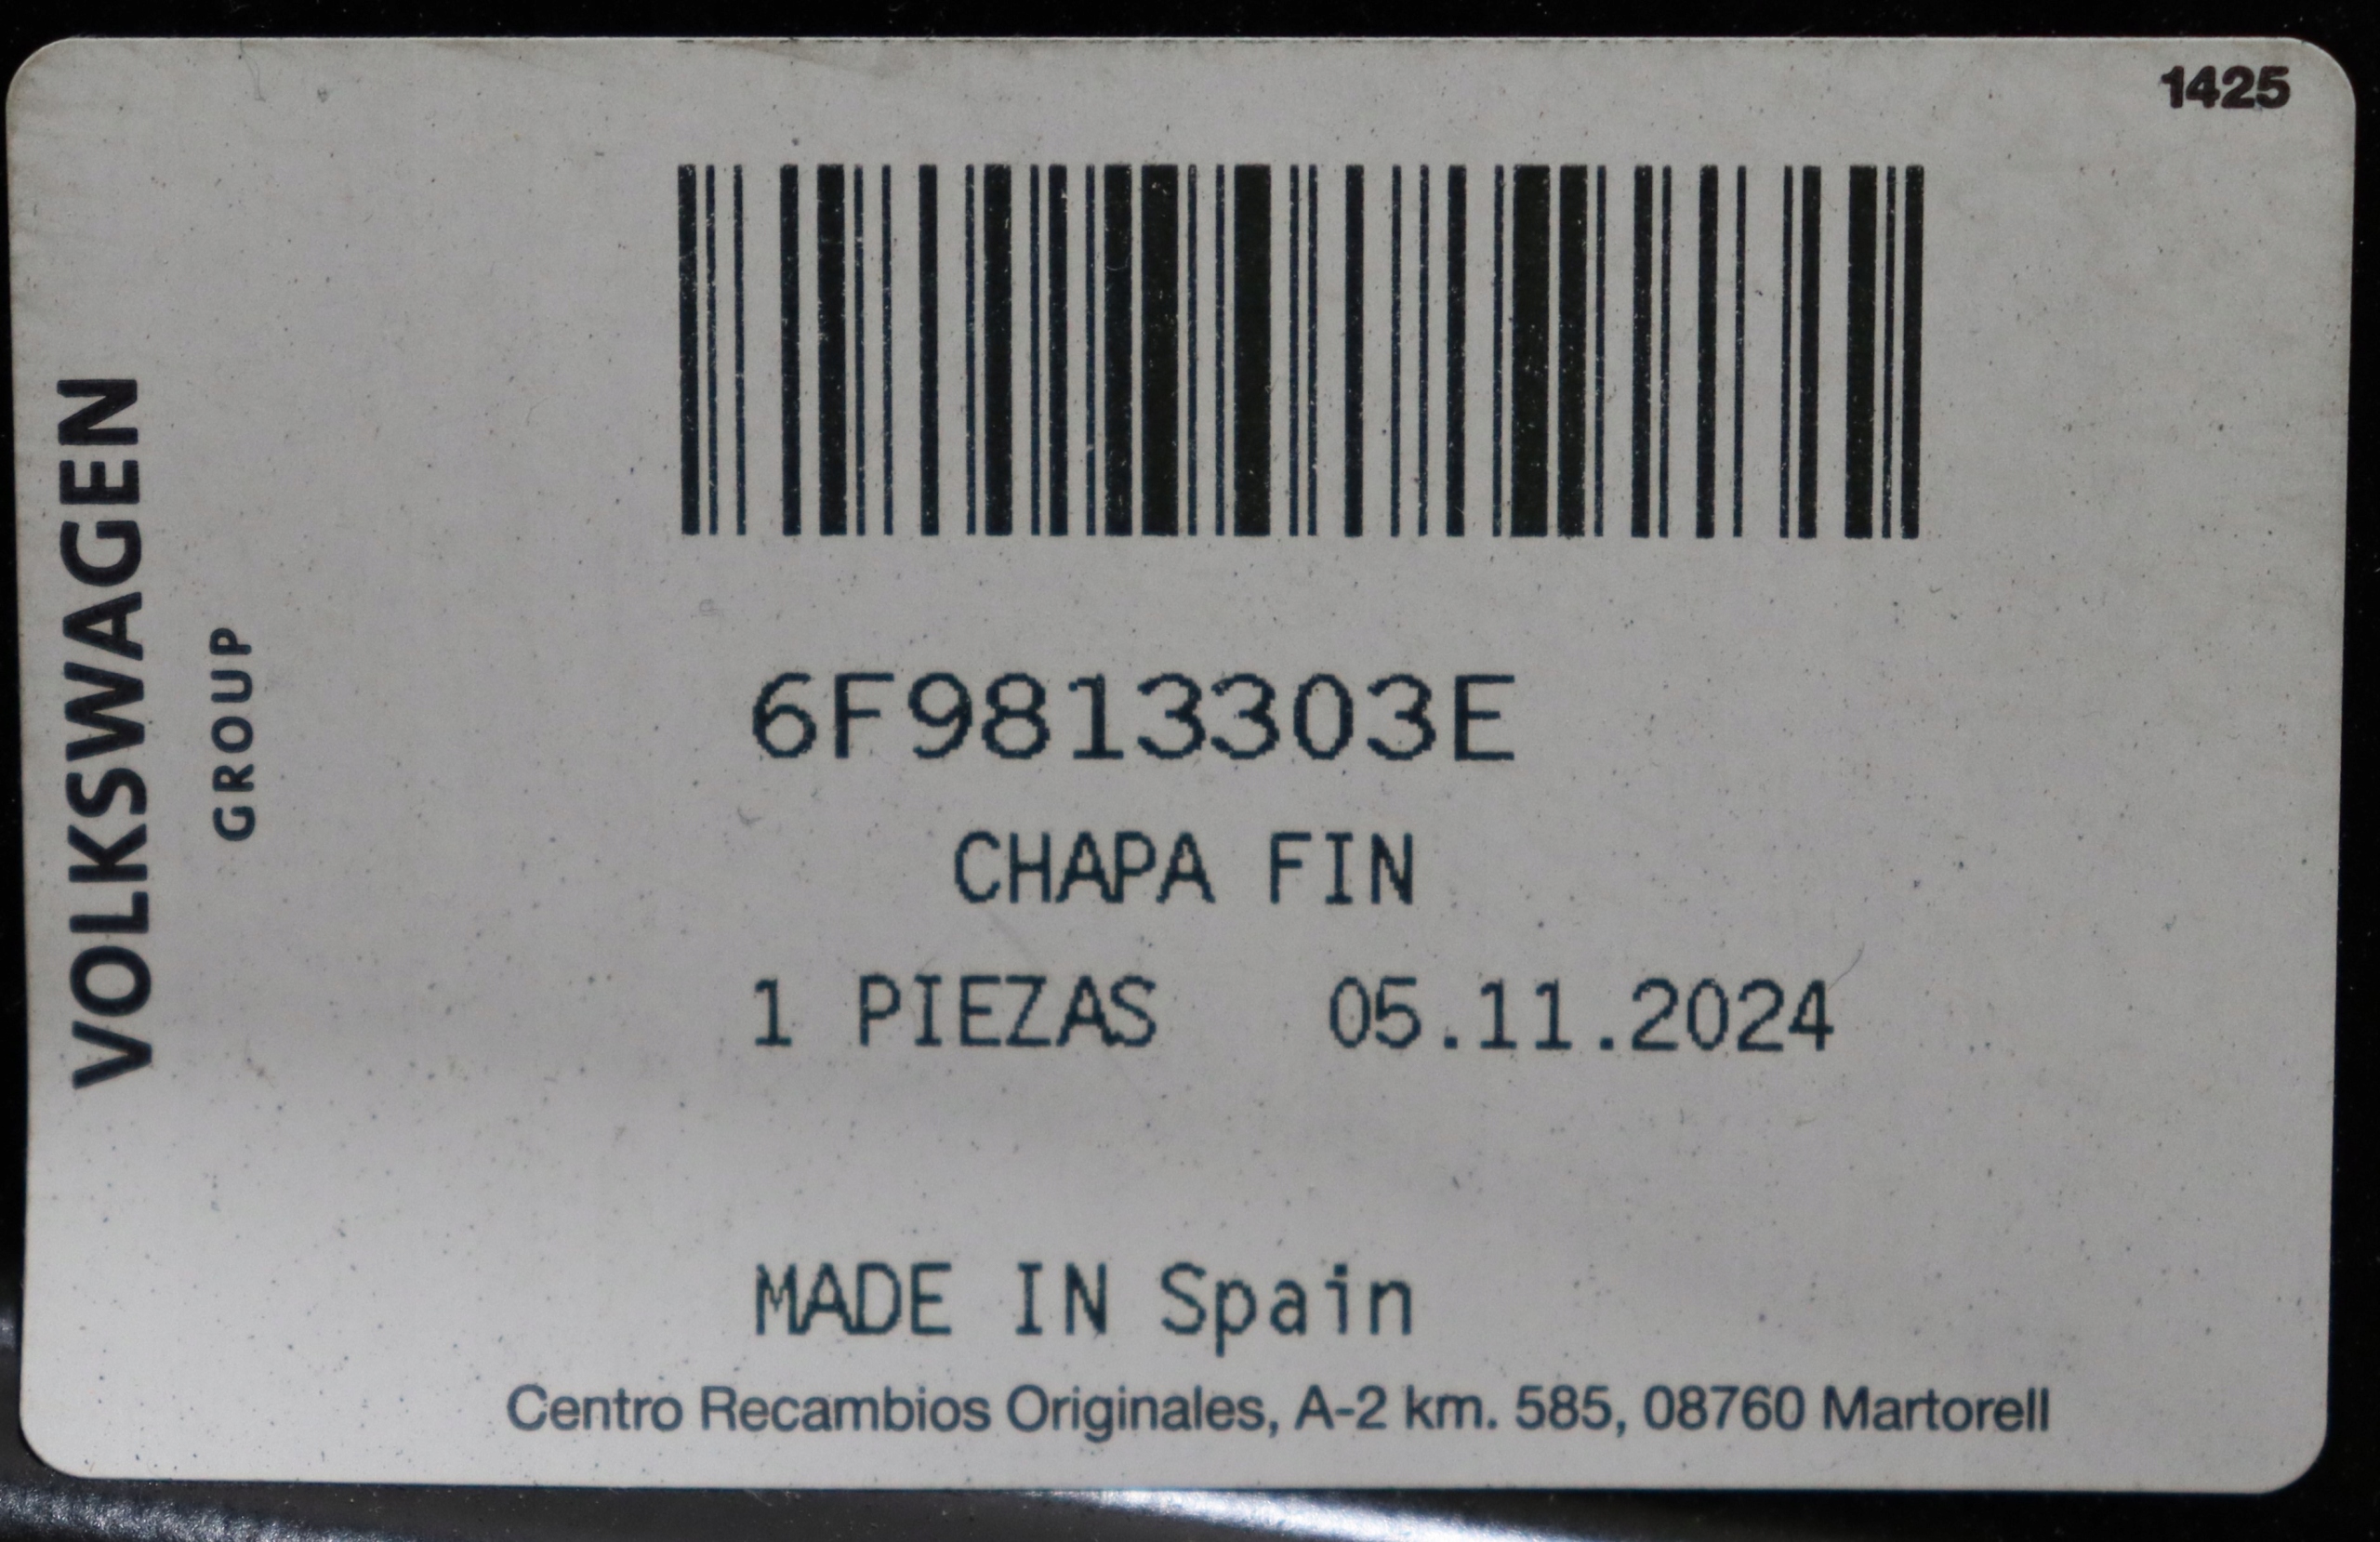 1425
VOLKSWAGEN
GROUP
6F9813303E
CHAPA FIN
1 PIEZAS 05.11.2024
MADE IN Spain
Centro Recambios Originales, A-2 km. 585, 08760 Martorell